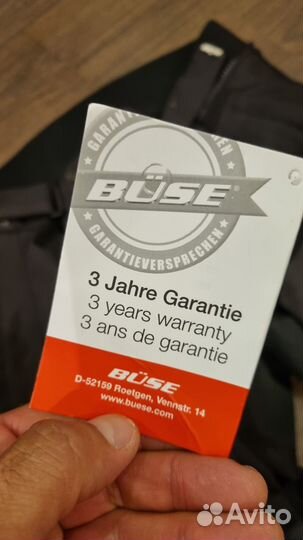 GARANTIE
BÜSE
GARANTIEVERSPRECHEN
3 Jahre Garantie
3 years warranty
3 ans de garantie
BÜSE
D-52159 Roetgen, Vennstr. 14
www.buese.com
Avito